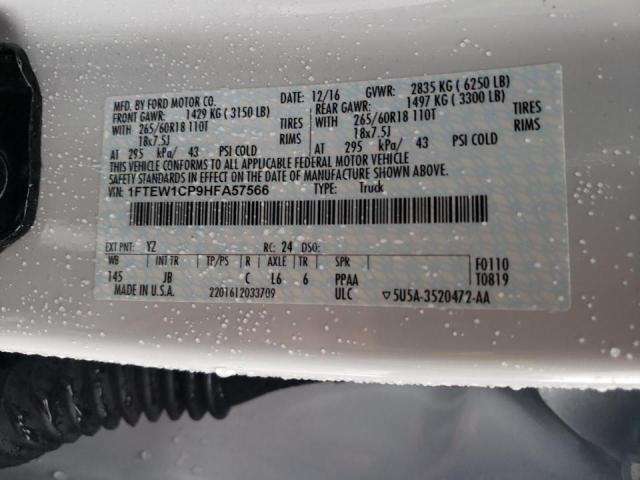 MFD. BY FORD MOTOR CO. DATE: 12/16 GVWR: 2835 KG ( 6250 LB)
FRONT GAWR: 1429 KG ( 3150 LB) REAR GAWR: 1497 KG ( 3300 LB)
WITH 265/60R18 110T TIRES WITH 265/60R18 110T TIRES
18x7.5J RIMS 18x7.5J RIMS
AT 295 kPa/ 43 PSI COLD AT 295 kPa/ 43 PSI COLD
THIS VEHICLE CONFORMS TO ALL APPLICABLE FEDERAL MOTOR VEHICLE
SAFETY STANDARDS IN EFFECT ON THE DATE OF MANUFACTURE SHOWN ABOVE.
VIN: 1FTEW1CP9HFA57566 TYPE: Truck
EXT PNT: YZ RC: 24 DSO:
WB INT TR TP/PS R AXLE TR SPR F0110
145 JB C L6 6 PPAA T0819
MADE IN U.S.A. 2201612033709 ULC 5U5A-3520472-AA